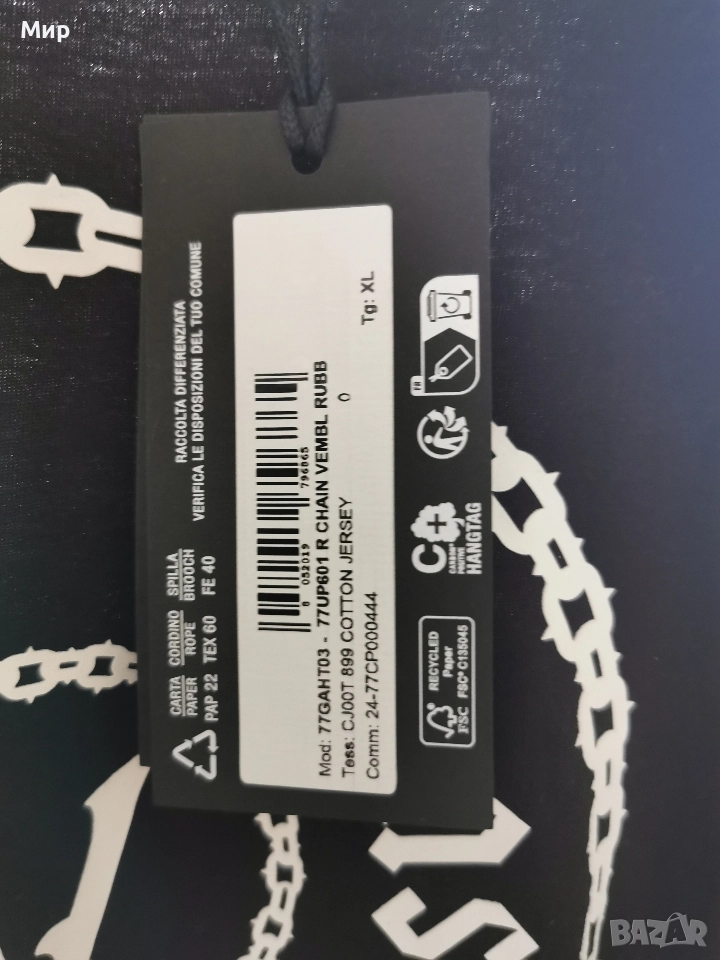 Мир
RACCOLTA DIFFERENZIATA
VERIFICA LE DISPOSIZIONI DEL TUO COMUNE
CARTA CORDINO SPILLA
PAPER ROPE BROOCH
PAP 22 TEX 60 FE 40
8 052019 796065
Mod: 77GAHT03 - 77UP601 R CHAIN VEMBL RUBB
Tess: CJ00T 899 COTTON JERSEY 0
Comm: 24-77CP000444 Tg: XL
FSC
RECYCLED
Paper
FSC® C135045
C+
HANGTAG
FR
BAZAR